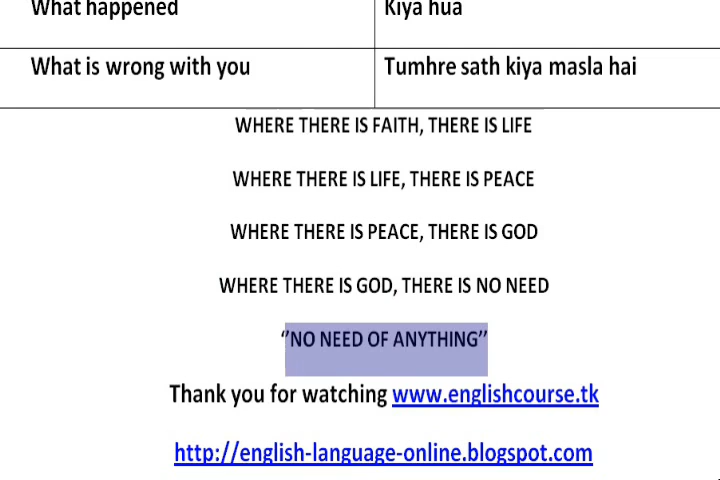 What happened Kiya hua
What is wrong with you Tumhre sath kiya masla hai
WHERE THERE IS FAITH, THERE IS LIFE
WHERE THERE IS LIFE, THERE IS PEACE
WHERE THERE IS PEACE, THERE IS GOD
WHERE THERE IS GOD, THERE IS NO NEED
‘’NO NEED OF ANYTHING’’
Thank you for watching www.englishcourse.tk
http://english-language-online.blogspot.com